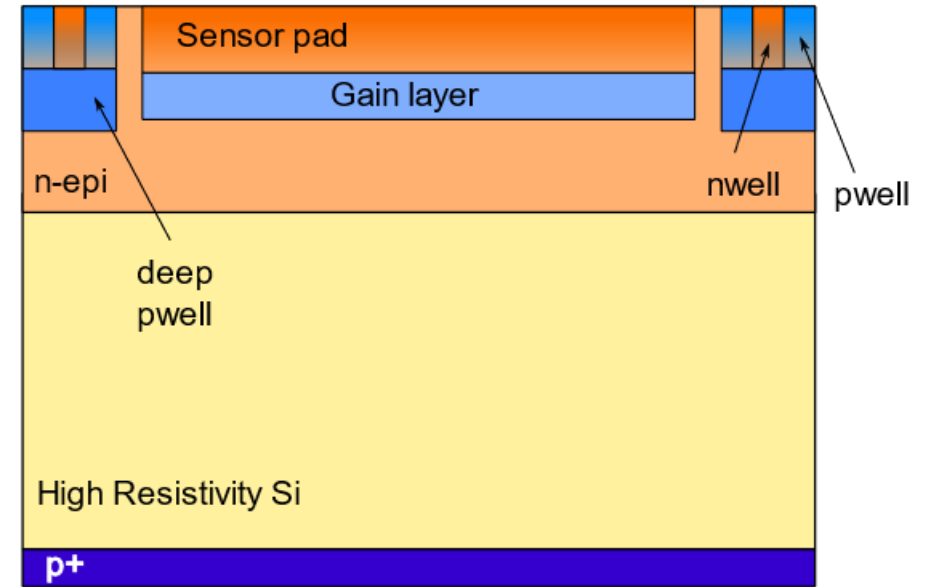 Sensor pad
Gain layer
n-epi
nwell
pwell
deep
pwell
High Resistivity Si
p+